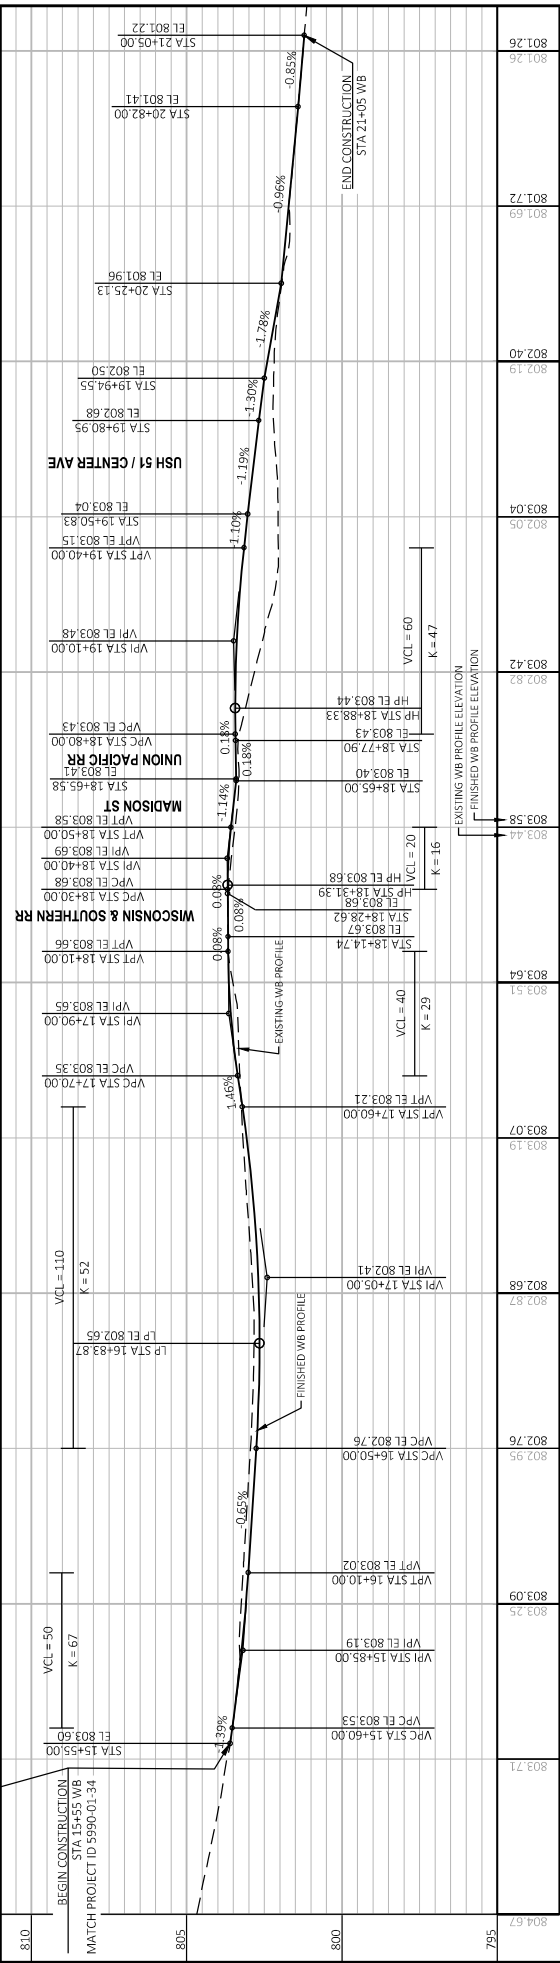 BEGIN CONSTRUCTION
STA 15+55 WB
MATCH PROJECT ID 5990-01-34
810
805
800
795
STA 15+55.00
EL 803.60
-1.39%
VPC STA 15+60.00
VPC EL 803.53
VCL = 50
K = 67
VPI STA 15+85.00
VPI EL 803.19
VPT STA 16+10.00
VPT EL 803.02
-0.65%
VPC STA 16+50.00
VPC EL 802.76
FINISHED WB PROFILE
LP STA 16+83.87
LP EL 802.65
VCL = 110
K = 52
VPI STA 17+05.00
VPI EL 802.41
VPT STA 17+60.00
VPT EL 803.21
1.46%
VPC STA 17+70.00
VPC EL 803.35
EXISTING WB PROFILE
VPI STA 17+90.00
VPI EL 803.65
VCL = 40
K = 29
VPT STA 18+10.00
VPT EL 803.66
0.08%
STA 18+14.74
EL 803.67
WISCONSIN & SOUTHERN RR
0.08%
STA 18+28.62
EL 803.68
0.08%
VPC STA 18+30.00
VPC EL 803.68
HP STA 18+31.39
HP EL 803.68
VPI STA 18+40.00
VPI EL 803.69
VCL = 20
K = 16
VPT STA 18+50.00
VPT EL 803.58
MADISON ST
-1.14%
STA 18+65.00
EL 803.40
STA 18+65.58
EL 803.41
UNION PACIFIC RR
0.18%
0.18%
STA 18+77.90
EL 803.43
VPC STA 18+80.00
VPC EL 803.43
HP STA 18+88.33
HP EL 803.44
VPI STA 19+10.00
VPI EL 803.48
VCL = 60
K = 47
VPT STA 19+40.00
VPT EL 803.15
-1.10%
STA 19+50.83
EL 803.04
USH 51 / CENTER AVE
-1.19%
STA 19+80.95
EL 802.68
-1.30%
STA 19+94.55
EL 802.50
-1.78%
STA 20+25.13
EL 801.96
-0.96%
STA 20+82.00
EL 801.41
-0.85%
STA 21+05.00
EL 801.22
END CONSTRUCTION
STA 21+05 WB
EXISTING WB PROFILE ELEVATION
FINISHED WB PROFILE ELEVATION
804.67
803.71
803.25
803.09
802.95
802.76
802.87
802.68
803.19
803.07
803.51
803.64
803.44
803.58
802.82
803.42
802.05
803.04
802.19
802.40
801.69
801.72
801.26
801.26